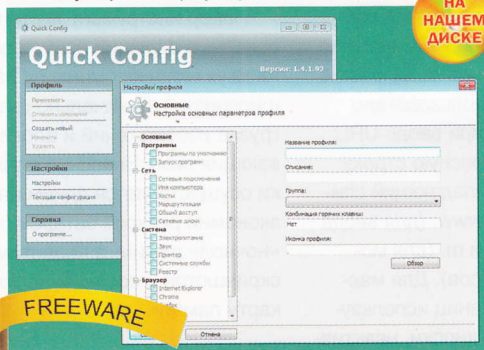 НА
НАШЕМ
ДИСКЕ
Quick Config
Quick Config
Версия: 1.4.1.92
Профиль
Применить
Создать новый
Изменить
Удалить
Настройки
Настройки
Текущая конфигурация
Справка
О программе...
Настройки профиля
Основные
Настройка основных параметров профиля
Основные
Программы
Программы по умолчанию
Запуск программ
Сеть
Сетевые подключения
Имя компьютера
Хосты
Маршрутизация
Общий доступ
Сетевые диски
Система
Электропитание
Звук
Принтер
Системные службы
Реестр
Браузер
Internet Explorer
Chrome
Название профиля:
Описание:
Группа:
Комбинация горячих клавиш:
Нет
Иконка профиля:
Обзор
Отмена
FREEWARE